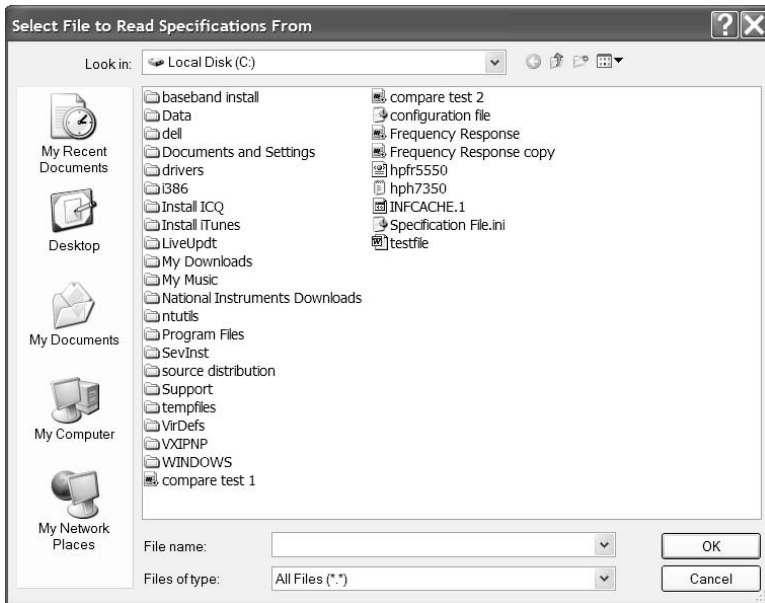 Select File to Read Specifications From
Look in:
Local Disk (C:)
My Recent
Documents
Desktop
My Documents
My Computer
My Network
Places
baseband install
Data
dell
Documents and Settings
drivers
i386
Install ICQ
Install iTunes
LiveUpdt
My Downloads
My Music
National Instruments Downloads
ntutils
Program Files
SevInst
source distribution
Support
tempfiles
VirDefs
VXIPNP
WINDOWS
compare test 1
compare test 2
configuration file
Frequency Response
Frequency Response copy
hpfr5550
hph7350
INFCACHE.1
Specification File.ini
testfile
File name:
OK
Files of type:
All Files (*.*)
Cancel